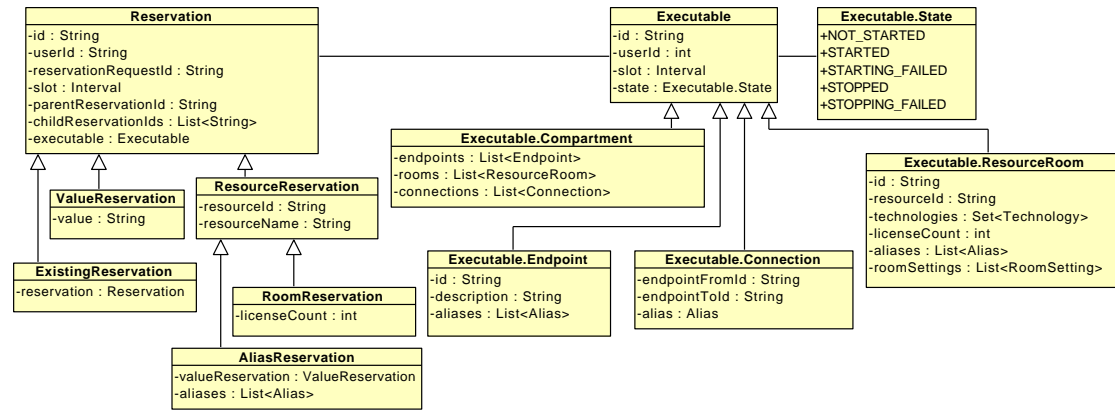 Reservation
-id : String
-userId : String
-reservationRequestId : String
-slot : Interval
-parentReservationId : String
-childReservationIds : List<String>
-executable : Executable
Executable
-id : String
-userId : int
-slot : Interval
-state : Executable.State
Executable.State
+NOT_STARTED
+STARTED
+STARTING_FAILED
+STOPPED
+STOPPING_FAILED
Executable.Compartment
-endpoints : List<Endpoint>
-rooms : List<ResourceRoom>
-connections : List<Connection>
Executable.ResourceRoom
-id : String
-resourceId : String
-technologies : Set<Technology>
-licenseCount : int
-aliases : List<Alias>
-roomSettings : List<RoomSetting>
ValueReservation
-value : String
ResourceReservation
-resourceId : String
-resourceName : String
ExistingReservation
-reservation : Reservation
RoomReservation
-licenseCount : int
Executable.Endpoint
-id : String
-description : String
-aliases : List<Alias>
Executable.Connection
-endpointFromId : String
-endpointToId : String
-alias : Alias
AliasReservation
-valueReservation : ValueReservation
-aliases : List<Alias>